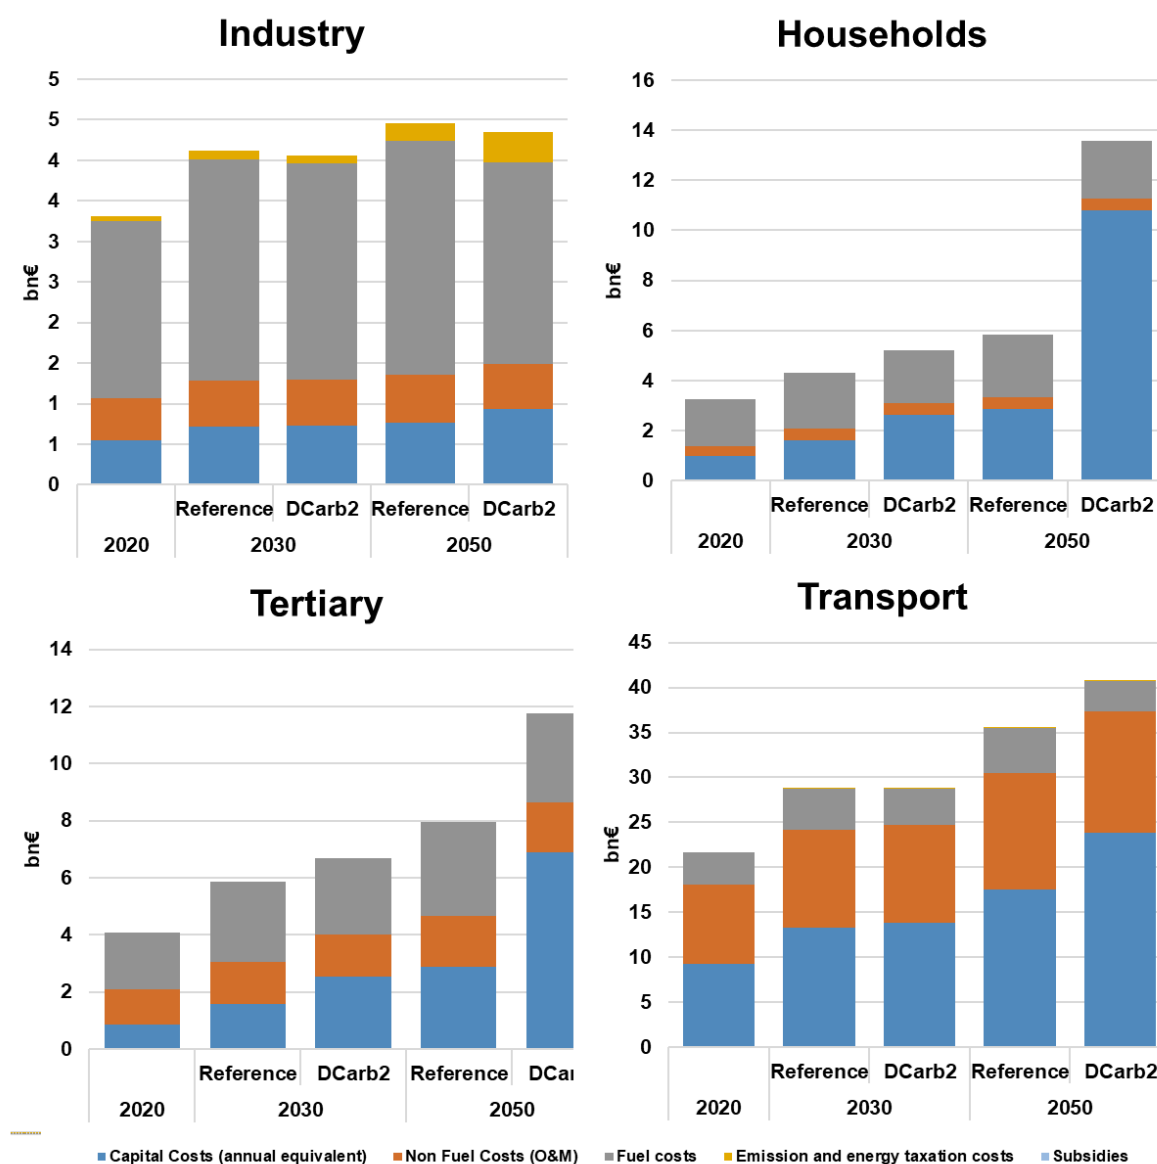 Industry
5
5
4
4
3
3
2
2
1
1
0
bn€
Reference DCarb2 Reference DCarb2
2020 2030 2050
Households
16
14
12
10
8
6
4
2
0
bn€
Reference DCarb2 Reference DCarb2
2020 2030 2050
Tertiary
14
12
10
8
6
4
2
0
bn€
Reference DCarb2 Reference DCar
2020 2030 2050
Transport
45
40
35
30
25
20
15
10
5
0
bn€
Reference DCarb2 Reference DCarb2
2020 2030 2050
Capital Costs (annual equivalent) Non Fuel Costs (O&M) Fuel costs Emission and energy taxation costs Subsidies